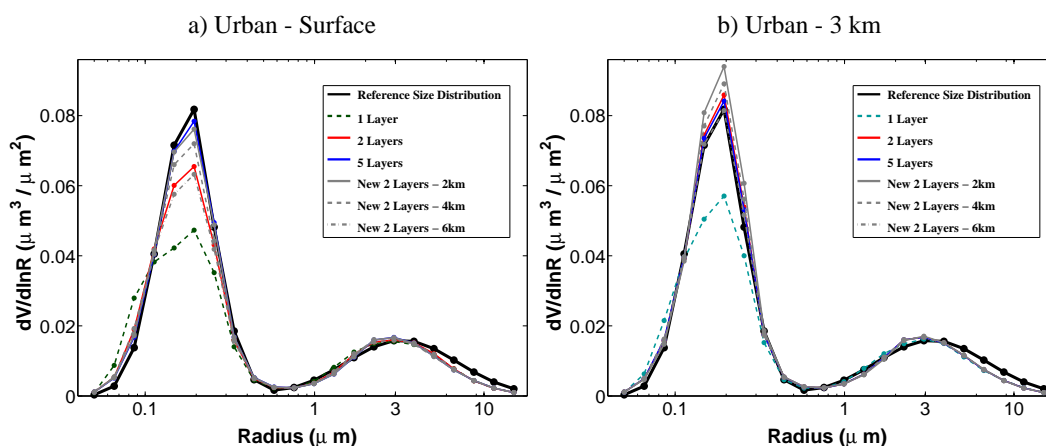 a) Urban - Surface
0.08
0.06
0.04
0.02
0
dV/dlnR (μ m³ / μ m²)
0.1
1
3
10
Radius (μ m)
Reference Size Distribution
1 Layer
2 Layers
5 Layers
New 2 Layers – 2km
New 2 Layers – 4km
New 2 Layers – 6km
b) Urban - 3 km
0.08
0.06
0.04
0.02
0
dV/dlnR (μ m³ / μ m²)
0.1
1
3
10
Radius (μ m)
Reference Size Distribution
1 Layer
2 Layers
5 Layers
New 2 Layers – 2km
New 2 Layers – 4km
New 2 Layers – 6km